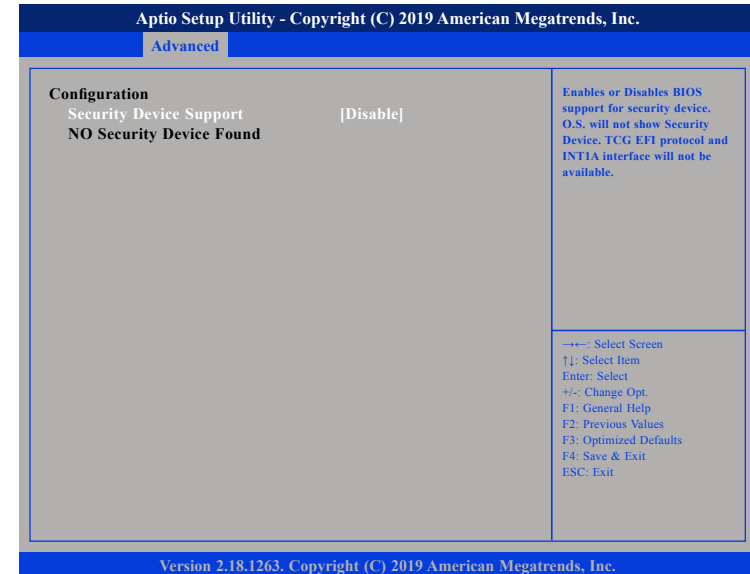 Aptio Setup Utility - Copyright (C) 2019 American Megatrends, Inc.
Advanced
Configuration
Security Device Support [Disable]
NO Security Device Found
Enables or Disables BIOS
support for security device.
O.S. will not show Security
Device. TCG EFI protocol and
INT1A interface will not be
available.
→←: Select Screen
↑↓: Select Item
Enter: Select
+/-: Change Opt.
F1: General Help
F2: Previous Values
F3: Optimized Defaults
F4: Save & Exit
ESC: Exit
Version 2.18.1263. Copyright (C) 2019 American Megatrends, Inc.